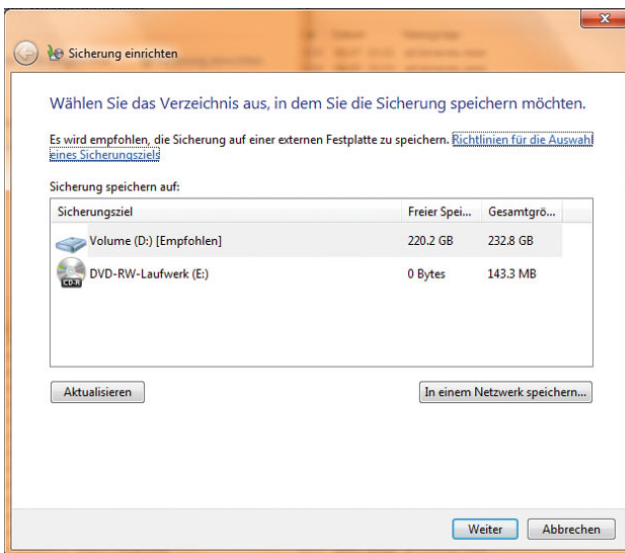 Sicherung einrichten
Wählen Sie das Verzeichnis aus, in dem Sie die Sicherung speichern möchten.
Es wird empfohlen, die Sicherung auf einer externen Festplatte zu speichern. Richtlinien für die Auswahl
eines Sicherungsziels
Sicherung speichern auf:
Sicherungsziel Freier Spei... Gesamtgrö...
Volume (D:) [Empfohlen] 220.2 GB 232.8 GB
CD-R DVD-RW-Laufwerk (E:) 0 Bytes 143.3 MB
Aktualisieren In einem Netzwerk speichern...
Weiter Abbrechen